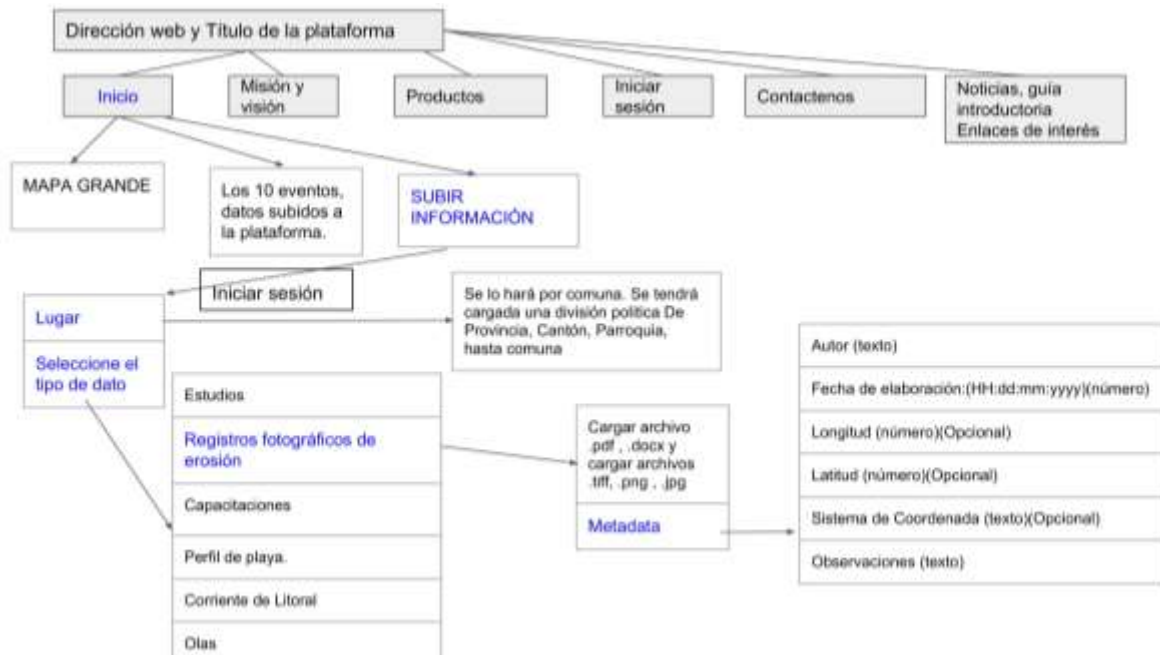 Dirección web y Título de la plataforma
Inicio
Misión y
visión
Productos
Iniciar
sesión
Contactenos
Noticias, guía
introductoria
Enlaces de interés
MAPA GRANDE
Los 10 eventos,
datos subidos a
la plataforma.
SUBIR
INFORMACIÓN
Iniciar sesión
Lugar
Seleccione el
tipo de dato
Se lo hará por comuna. Se tendrá
cargada una división política De
Provincia, Cantón, Parroquia,
hasta comuna
Estudios
Registros fotográficos de
erosión
Capacitaciones
Perfil de playa.
Corriente de Litoral
Olas
Cargar archivo
.pdf , .docx y
cargar archivos
.tiff, .png , .jpg
Metadata
Autor (texto)
Fecha de elaboración:(HH:dd:mm:yyyy)(número)
Longitud (número)(Opcional)
Latitud (número)(Opcional)
Sistema de Coordenada (texto)(Opcional)
Observaciones (texto)